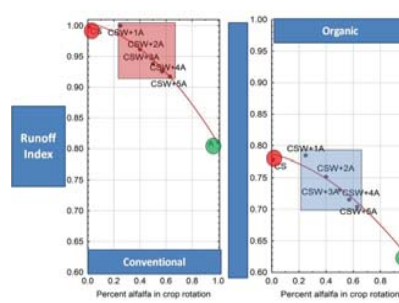 Runoff
Index
1.00
0.95
0.90
0.85
0.80
0.75
0.70
0.65
0.60
CSW+1A
CSW+2A
CSW+3A
CSW+4A
CSW+5A
Conventional
0.0
0.2
0.4
0.6
0.8
1.0
Percent alfalfa in crop rotation
Organic
1.00
0.95
0.90
0.85
0.80
0.75
0.70
0.65
0.60
CS
CSW+1A
CSW+2A
CSW+3A
CSW+4A
CSW+5A
0.0
0.2
0.4
0.6
0.8
Percent alfalfa in crop rotation